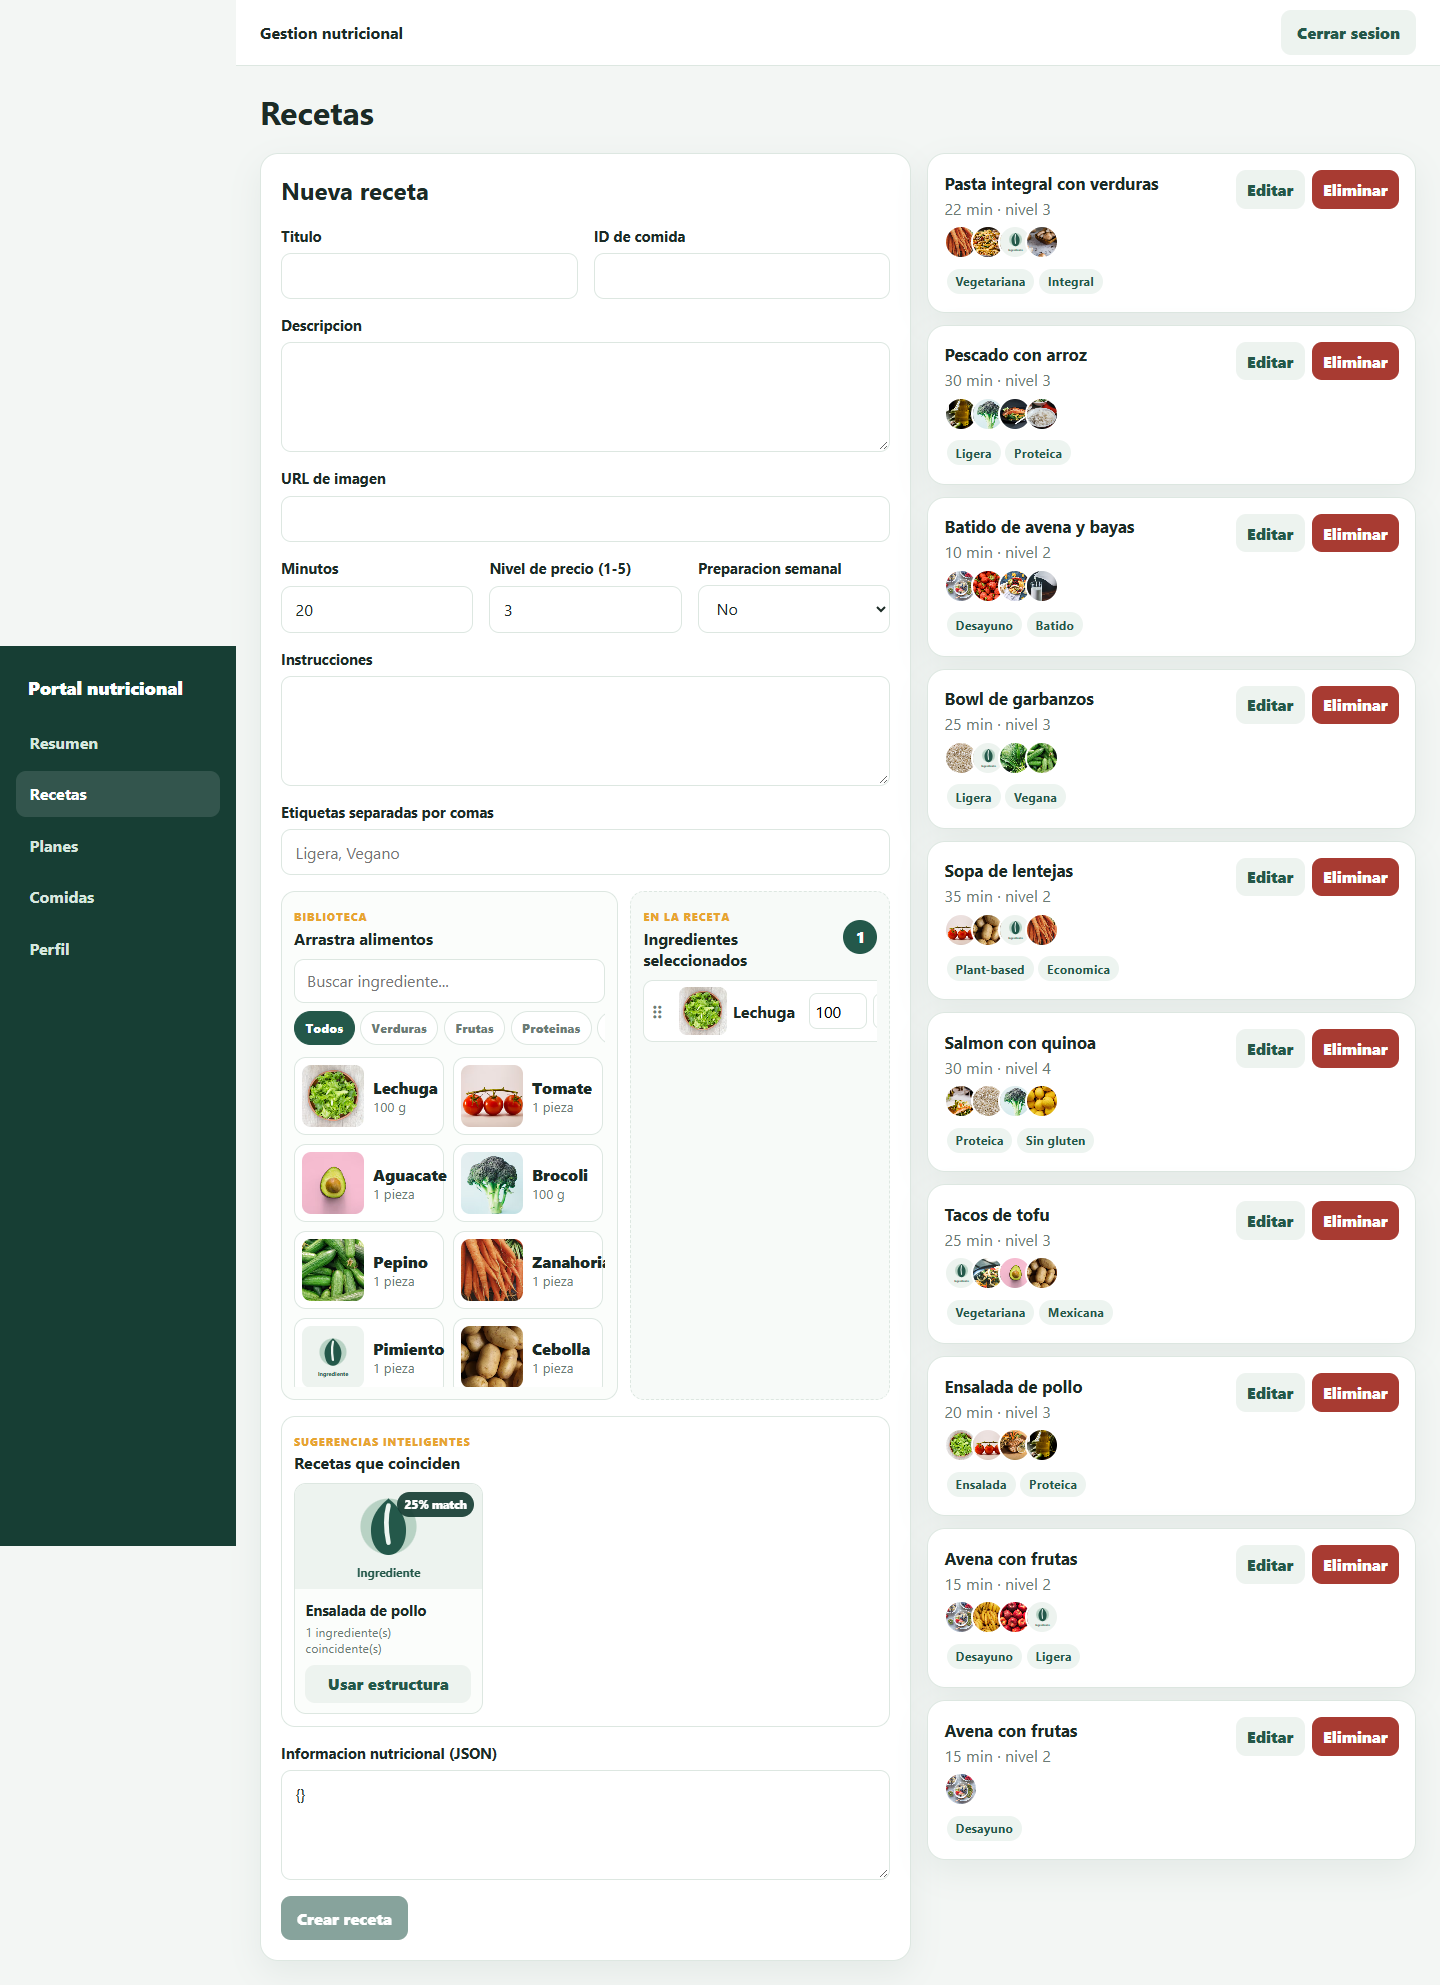 Gestion nutricional
Cerrar sesion
Portal nutricional
Resumen
Recetas
Planes
Comidas
Perfil
Recetas
Nueva receta
Titulo
ID de comida
Descripcion
URL de imagen
Minutos
Nivel de precio (1-5)
Preparacion semanal
20
3
No
Instrucciones
Etiquetas separadas por comas
Ligera, Vegano
BIBLIOTECA
Arrastra alimentos
Buscar ingrediente...
Todos
Verduras
Frutas
Proteinas
Lechuga
100 g
Tomate
1 pieza
Aguacate
1 pieza
Brocoli
100 g
Pepino
1 pieza
Zanahoria
1 pieza
Ingrediente
Pimiento
1 pieza
Cebolla
1 pieza
EN LA RECETA
Ingredientes
seleccionados
1
Lechuga
100
SUGERENCIAS INTELIGENTES
Recetas que coinciden
25% match
Ingrediente
Ensalada de pollo
1 ingrediente(s)
coincidente(s)
Usar estructura
Informacion nutricional (JSON)
{}
Crear receta
Pasta integral con verduras
22 min · nivel 3
Editar
Eliminar
Vegetariana
Integral
Pescado con arroz
30 min · nivel 3
Editar
Eliminar
Ligera
Proteica
Batido de avena y bayas
10 min · nivel 2
Editar
Eliminar
Desayuno
Batido
Bowl de garbanzos
25 min · nivel 3
Editar
Eliminar
Ligera
Vegana
Sopa de lentejas
35 min · nivel 2
Editar
Eliminar
Plant-based
Economica
Salmon con quinoa
30 min · nivel 4
Editar
Eliminar
Proteica
Sin gluten
Tacos de tofu
25 min · nivel 3
Editar
Eliminar
Vegetariana
Mexicana
Ensalada de pollo
20 min · nivel 3
Editar
Eliminar
Ensalada
Proteica
Avena con frutas
15 min · nivel 2
Editar
Eliminar
Desayuno
Ligera
Avena con frutas
15 min · nivel 2
Editar
Eliminar
Desayuno